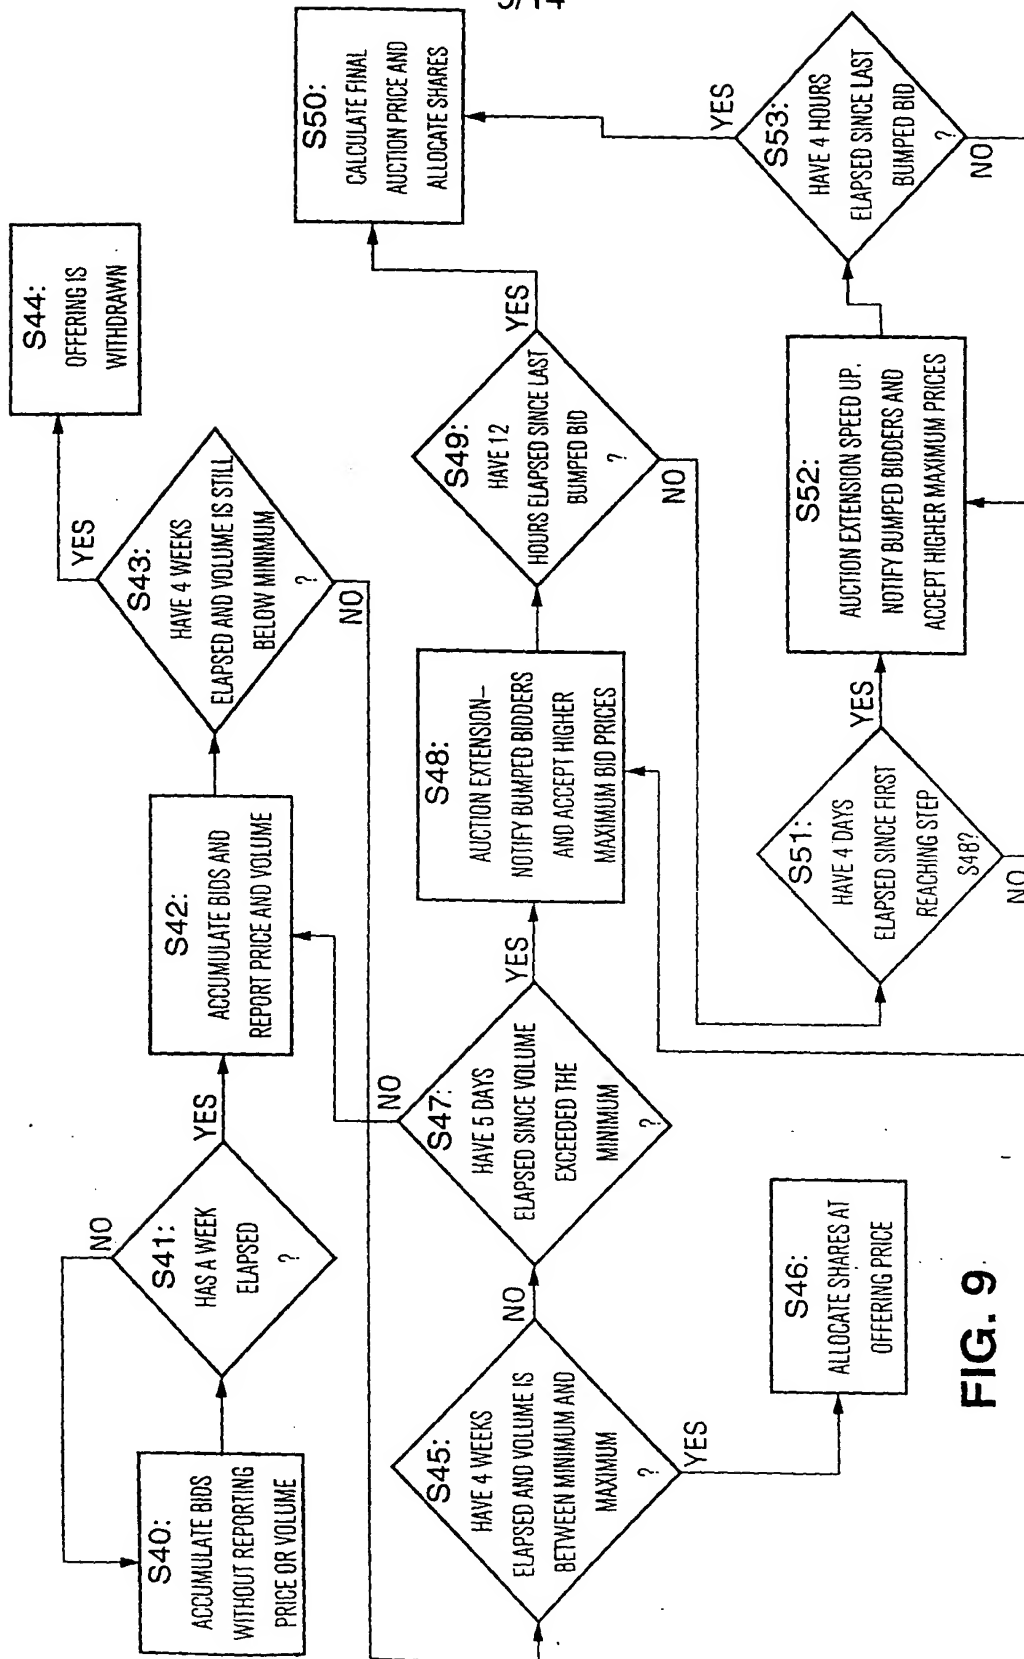 9/14
S40:
ACCUMULATE BIDS
WITHOUT REPORTING
PRICE OR VOLUME
S41:
HAS A WEEK
ELAPSED
?
NO
YES
S42:
ACCUMULATE BIDS AND
REPORT PRICE AND VOLUME
S43:
HAVE 4 WEEKS
ELAPSED AND VOLUME IS STILL
BELOW MINIMUM
?
YES
NO
S44:
OFFERING IS
WITHDRAWN
S45:
HAVE 4 WEEKS
ELAPSED AND VOLUME IS
BETWEEN MINIMUM AND
MAXIMUM
?
NO
YES
S46:
ALLOCATE SHARES AT
OFFERING PRICE
S47:
HAVE 5 DAYS
ELAPSED SINCE VOLUME
EXCEEDED THE
MINIMUM
?
NO
YES
S48:
AUCTION EXTENSION–
NOTIFY BUMPED BIDDERS
AND ACCEPT HIGHER
MAXIMUM BID PRICES
S49:
HAVE 12
HOURS ELAPSED SINCE LAST
BUMPED BID
?
YES
NO
S50:
CALCULATE FINAL
AUCTION PRICE AND
ALLOCATE SHARES
S51:
HAVE 4 DAYS
ELAPSED SINCE FIRST
REACHING STEP
S48?
YES
NO
S52:
AUCTION EXTENSION SPEED UP.
NOTIFY BUMPED BIDDERS AND
ACCEPT HIGHER MAXIMUM PRICES
S53:
HAVE 4 HOURS
ELAPSED SINCE LAST
BUMPED BID
?
YES
NO
FIG. 9